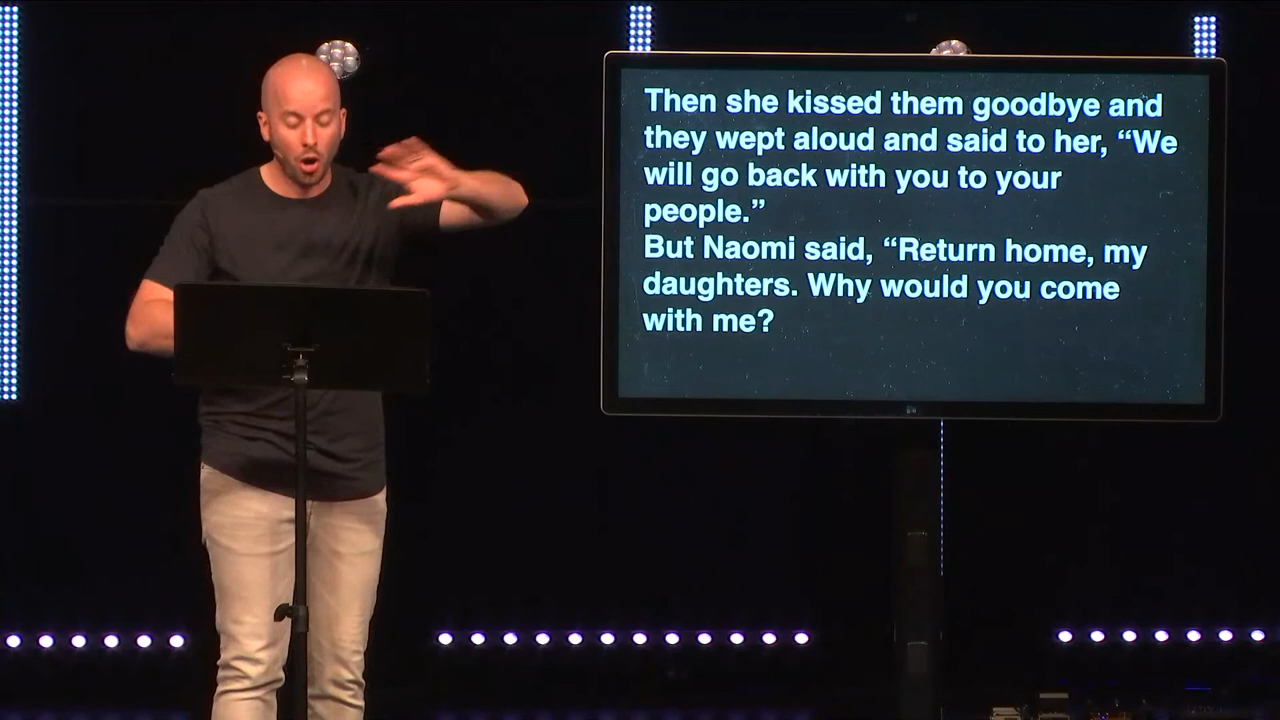 Then she kissed them goodbye and
they wept aloud and said to her, “We
will go back with you to your
people.”
But Naomi said, “Return home, my
daughters. Why would you come
with me?